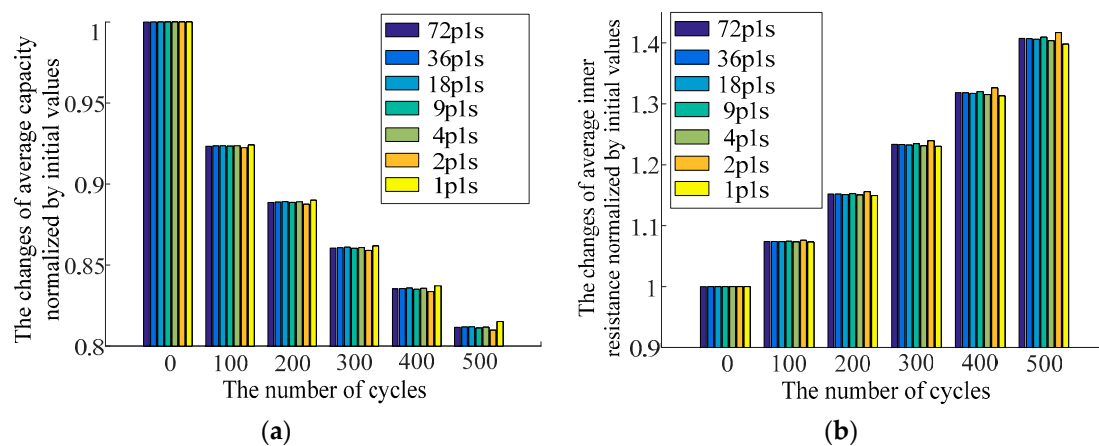 The changes of average capacity
normalized by initial values
1
0.95
0.9
0.85
0.8
72p1s
36p1s
18p1s
9p1s
4p1s
2p1s
1p1s
0 100 200 300 400 500
The number of cycles
(a)
The changes of average inner
resistance normalized by initial values
1.4
1.3
1.2
1.1
1
0.9
72p1s
36p1s
18p1s
9p1s
4p1s
2p1s
1p1s
0 100 200 300 400 500
The number of cycles
(b)